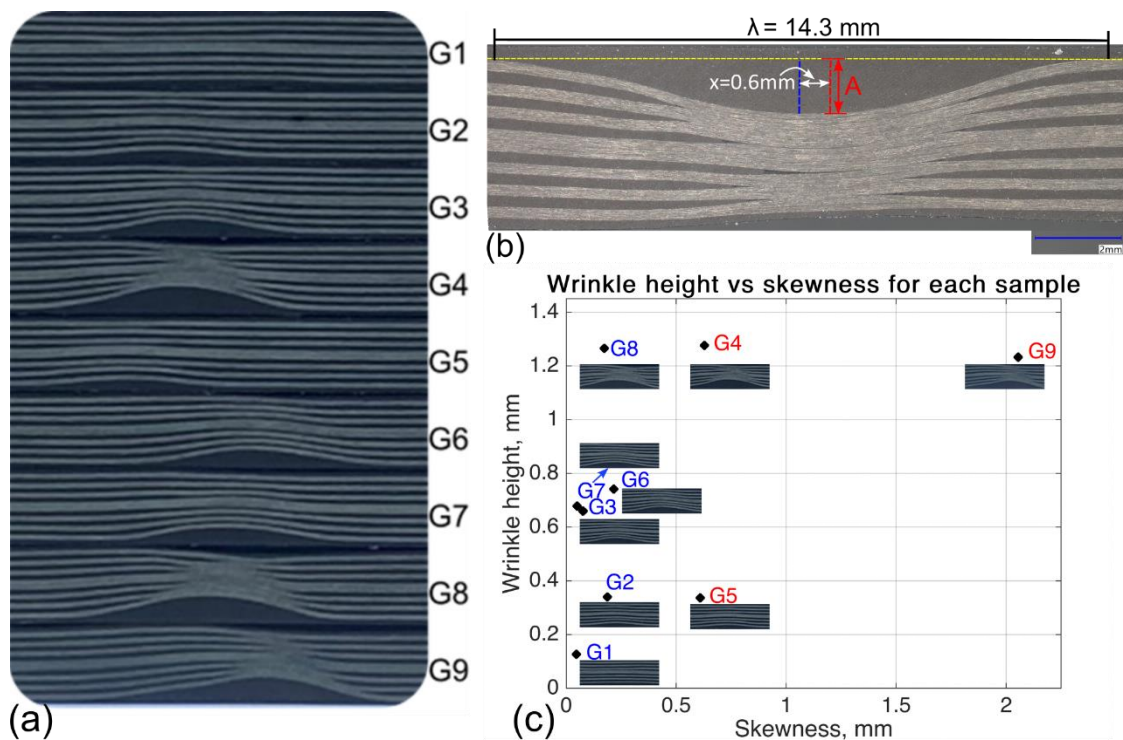 G1
G2
G3
G4
G5
G6
G7
G8
G9
(a)
λ = 14.3 mm
x=0.6mm
A
2mm
(b)
Wrinkle height vs skewness for each sample
Wrinkle height, mm
1.4
1.2
1
0.8
0.6
0.4
0.2
0
G8
G4
G9
G7
G6
G3
G2
G5
G1
0
0.5
1
1.5
2
Skewness, mm
(c)